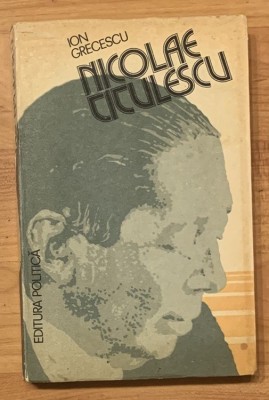 ION
GRECESCU
NICOLAE
TITULESCU
EDITURA POLITICĂ